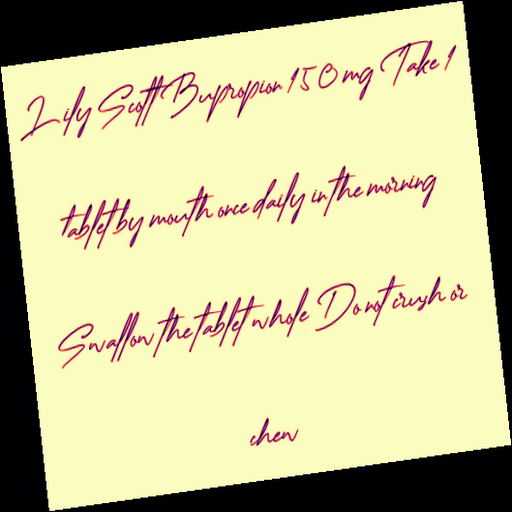 Lily Scott Bupropion 150 mg Take 1
tablet by mouth once daily in the morning
Swallow the tablet whole Do not crush or
chew